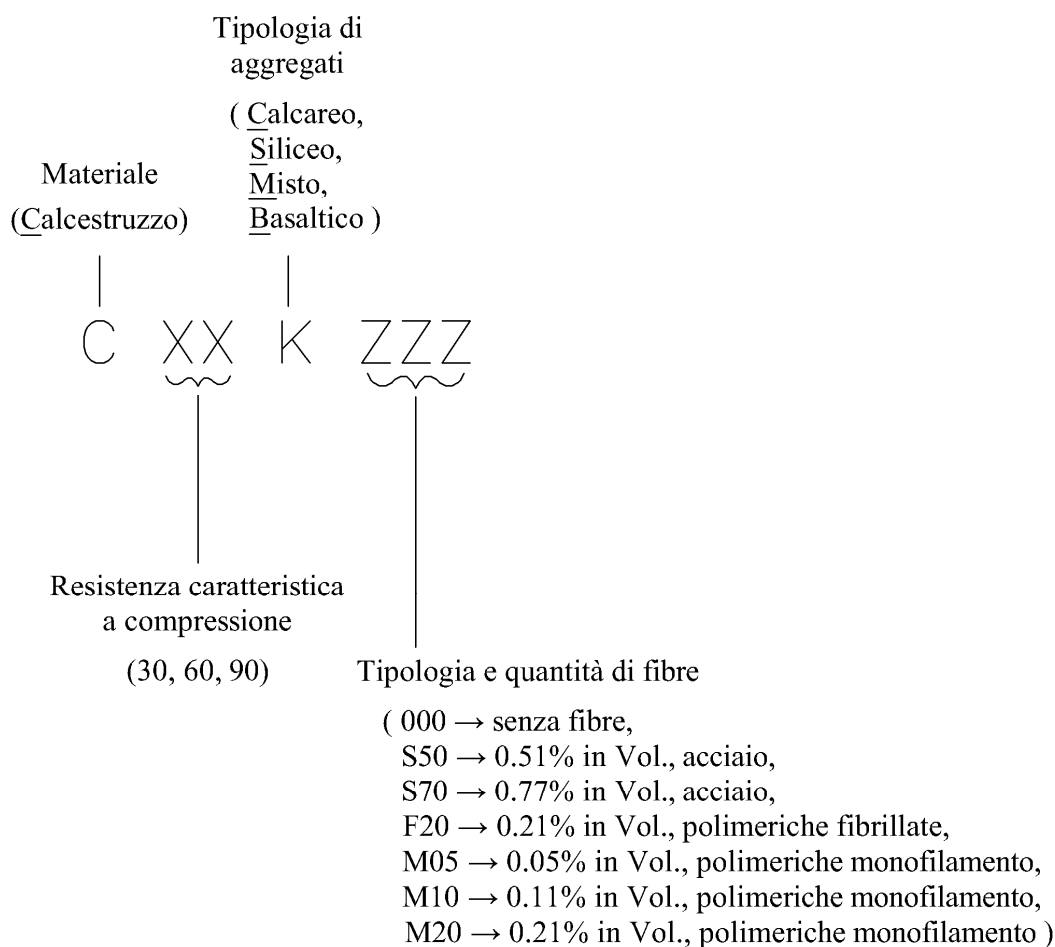 Tipologia di
aggregati
( Calcareo,
Siliceo,
Misto,
Basaltico )
Materiale
(Calcestruzzo)
C XX K ZZZ
Resistenza caratteristica
a compressione
(30, 60, 90)
Tipologia e quantità di fibre
( 000 → senza fibre,
S50 → 0.51% in Vol., acciaio,
S70 → 0.77% in Vol., acciaio,
F20 → 0.21% in Vol., polimeriche fibrillate,
M05 → 0.05% in Vol., polimeriche monofilamento,
M10 → 0.11% in Vol., polimeriche monofilamento,
M20 → 0.21% in Vol., polimeriche monofilamento )